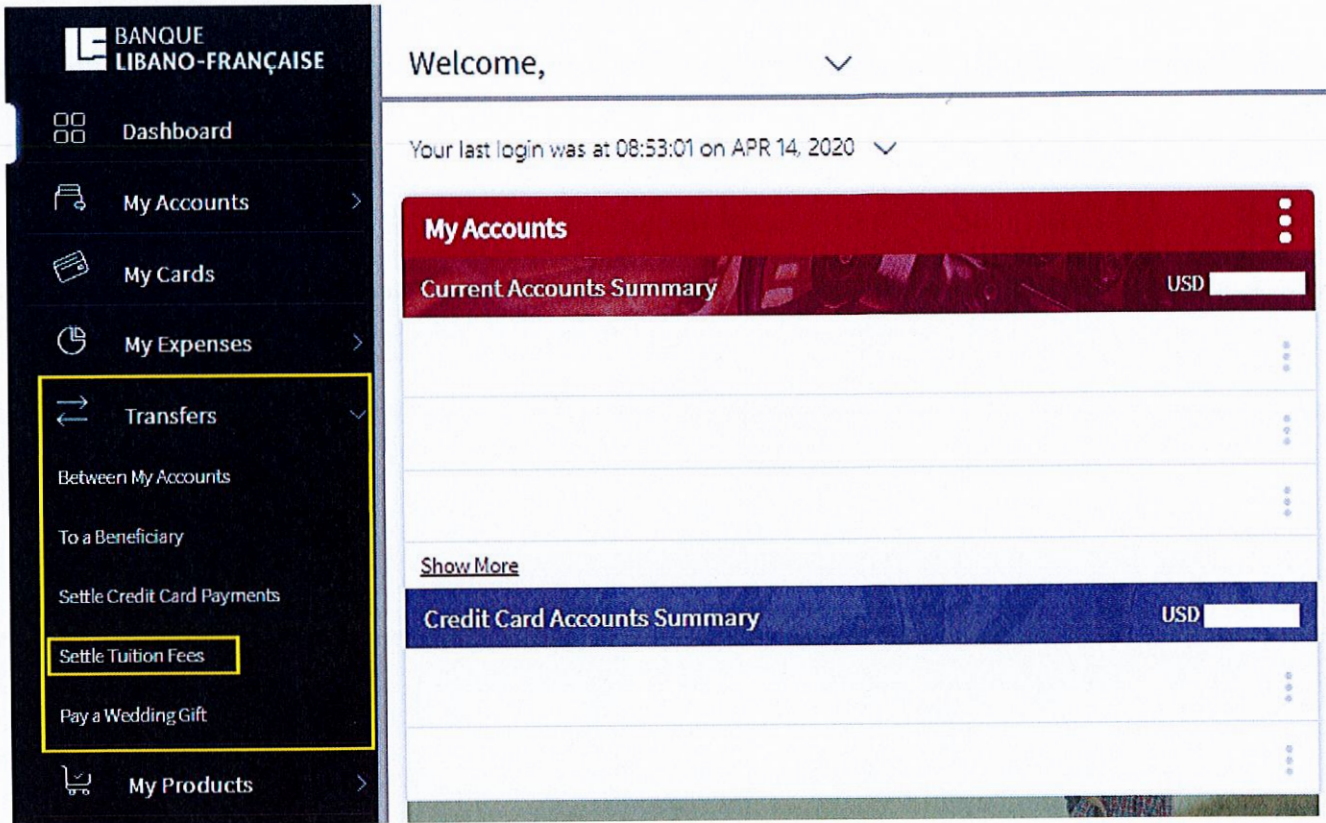 BANQUE
LIBANO-FRANÇAISE
Dashboard
My Accounts
My Cards
My Expenses
Transfers
Between My Accounts
To a Beneficiary
Settle Credit Card Payments
Settle Tuition Fees
Pay a Wedding Gift
My Products
Welcome,
Your last login was at 08:53:01 on APR 14, 2020
My Accounts
Current Accounts Summary USD
Show More
Credit Card Accounts Summary USD